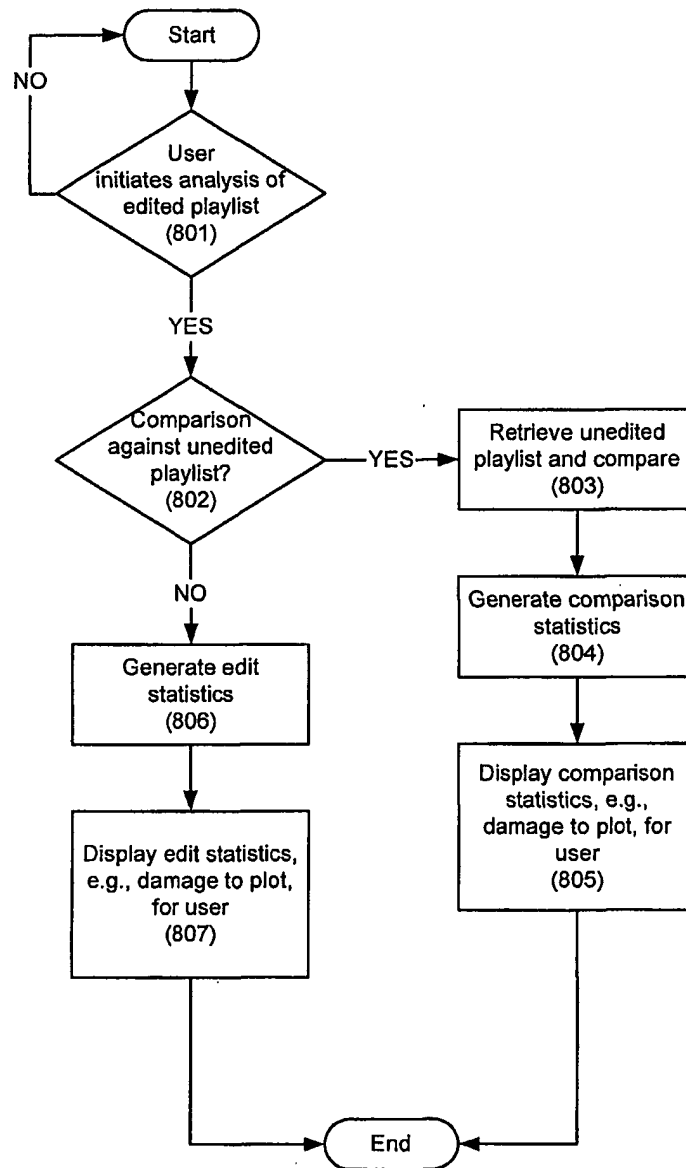 Start
NO
User
initiates analysis of
edited playlist
(801)
YES
Comparison
against unedited
playlist?
(802)
YES
Retrieve unedited
playlist and compare
(803)
NO
Generate comparison
statistics
(804)
Generate edit
statistics
(806)
Display comparison
statistics, e.g.,
damage to plot, for
user
(805)
Display edit statistics,
e.g., damage to plot,
for user
(807)
End